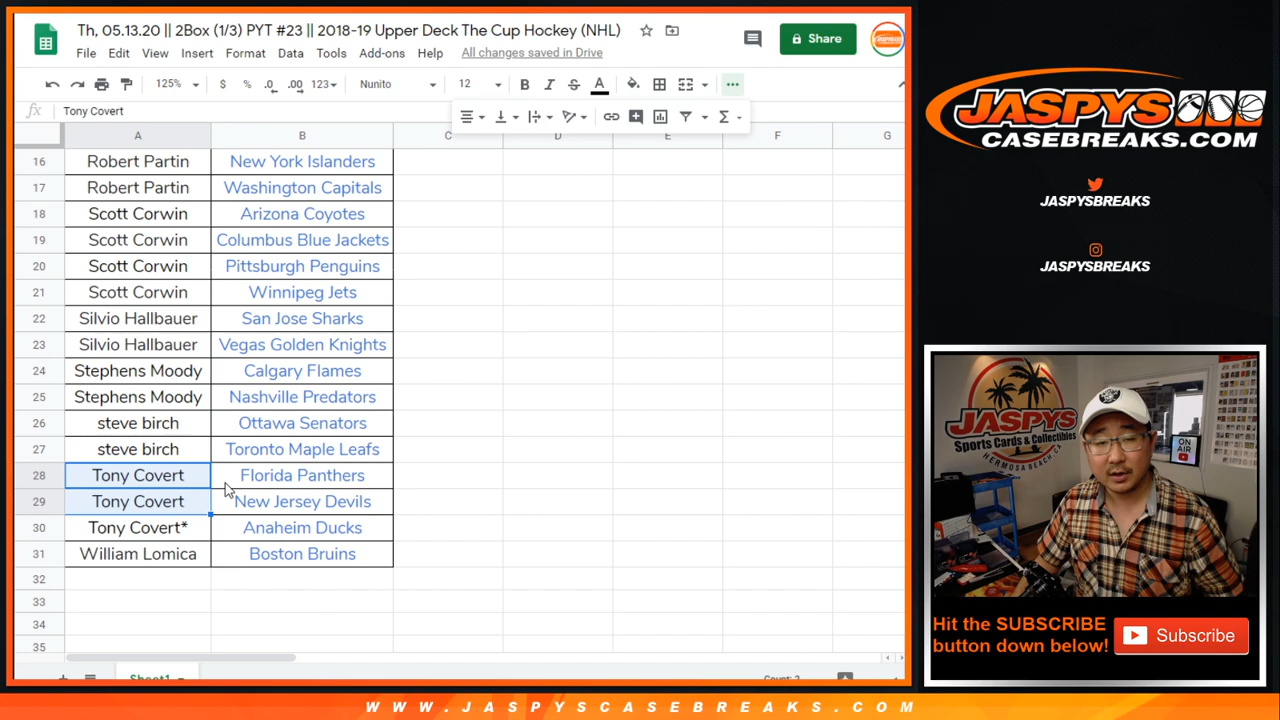 Th, 05.13.20 || 2Box (1/3) PYT #23 || 2018-19 Upper Deck The Cup Hockey (NHL)
File Edit View Insert Format Data Tools Add-ons Help All changes saved in Drive
Share
125% $ % .0 .00 123 Nunito 12 B I S A
fx Tony Covert
A B C D E F G
16 Robert Partin New York Islanders
17 Robert Partin Washington Capitals
18 Scott Corwin Arizona Coyotes
19 Scott Corwin Columbus Blue Jackets
20 Scott Corwin Pittsburgh Penguins
21 Scott Corwin Winnipeg Jets
22 Silvio Hallbauer San Jose Sharks
23 Silvio Hallbauer Vegas Golden Knights
24 Stephens Moody Calgary Flames
25 Stephens Moody Nashville Predators
26 steve birch Ottawa Senators
27 steve birch Toronto Maple Leafs
28 Tony Covert Florida Panthers
29 Tony Covert New Jersey Devils
30 Tony Covert* Anaheim Ducks
31 William Lomica Boston Bruins
32
33
34
35
Sheet1
Count: 2
JASPYS
CASEBREAKS.COM
JASPYSBREAKS
JASPYSBREAKS
JASPYS
Sports Cards & Collectibles
HERMOSA BEACH, CA
ON
AIR
Hit the SUBSCRIBE
button down below!
Subscribe
WWW.JASPYSCASEBREAKS.COM